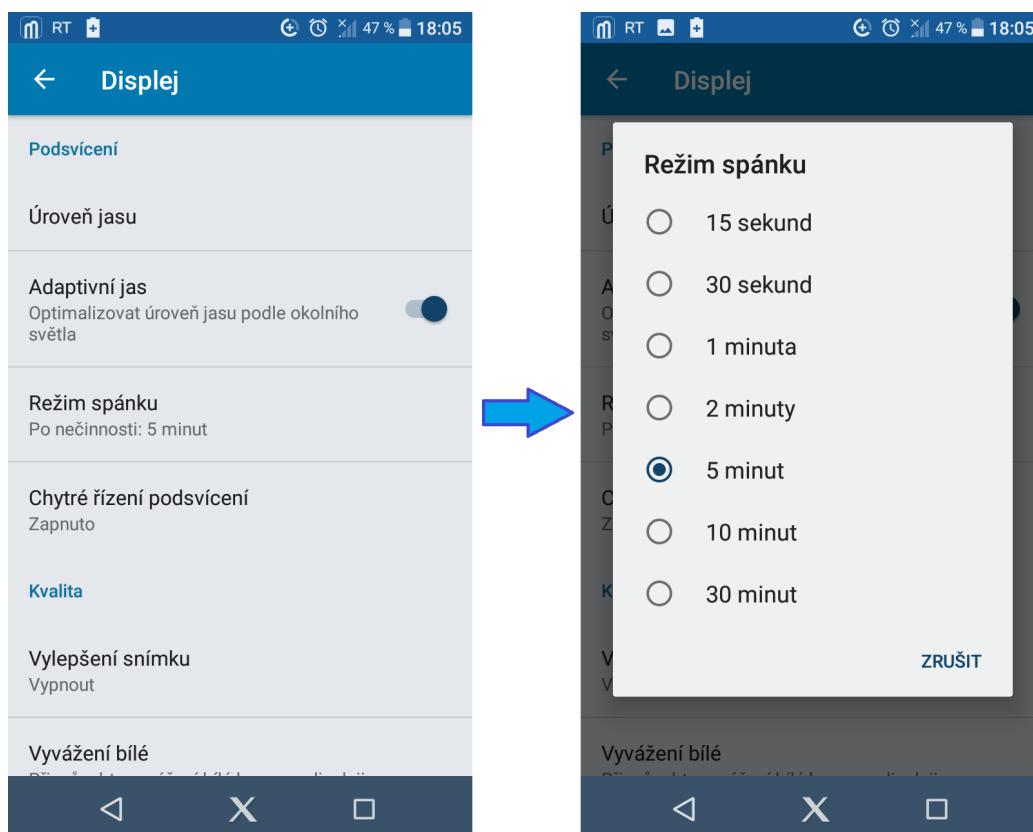 RT 47 % 18:05
Displej
Podsvícení
Úroveň jasu
Adaptivní jas
Optimalizovat úroveň jasu podle okolního
světla
Režim spánku
Po nečinnosti: 5 minut
Chytré řízení podsvícení
Zapnuto
Kvalita
Vylepšení snímku
Vypnout
Vyvážení bílé
RT 47 % 18:05
Displej
Režim spánku
15 sekund
30 sekund
1 minuta
2 minuty
5 minut
10 minut
30 minut
ZRUŠIT
Vyvážení bílé